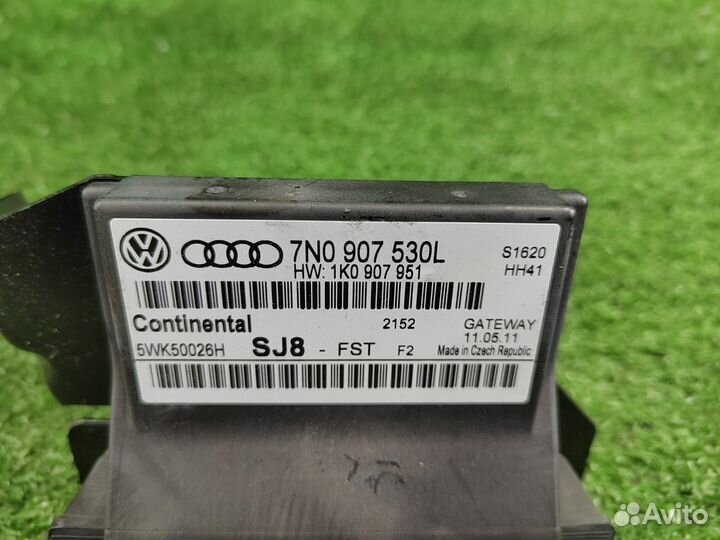 7N0 907 530L
HW: 1K0 907 951
S1620
HH41
Continental 2152 GATEWAY
11.05.11
5WK50026H SJ8 - FST F2 Made in Czech Republic
Avito